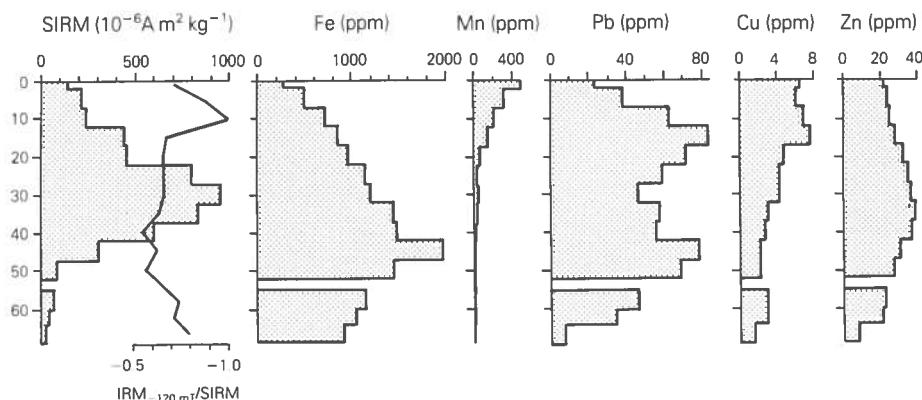 SIRM (10⁻⁶A m² kg⁻¹) Fe (ppm) Mn (ppm) Pb (ppm) Cu (ppm) Zn (ppm)
0 1000 0 1000 2000 0 400 0 40 80 0 8 0 20 40
0
10
20
30
40
50
60
-0.5 -1.0
IRM₋₁₂₀ mT/SIRM